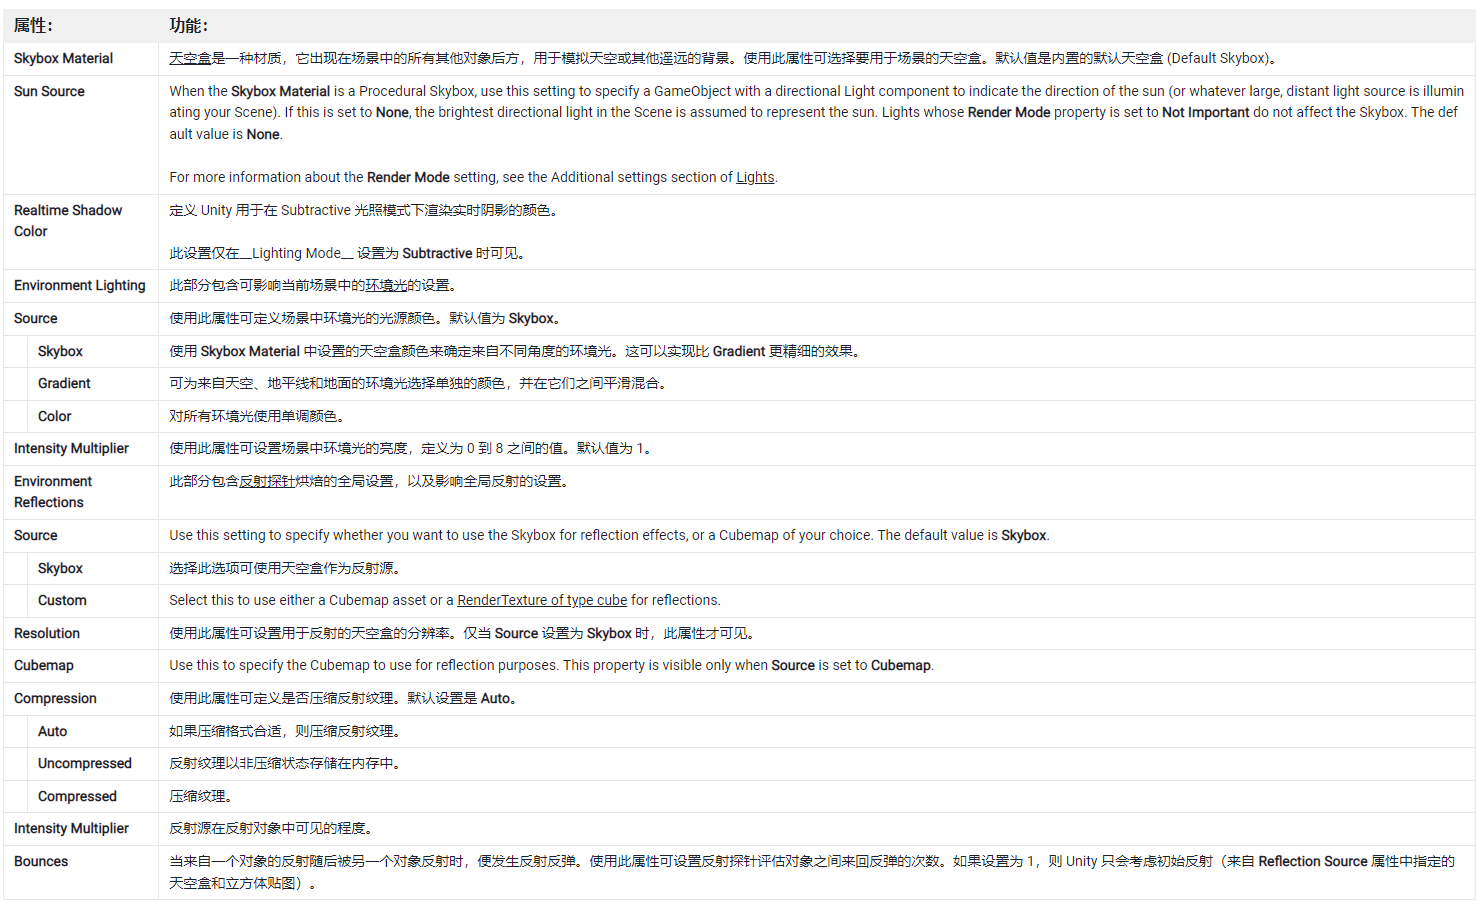 属性： 功能：
Skybox Material 天空盒是一种材质，它出现在场景中的所有其他对象后方，用于模拟天空或其他遥远的背景。使用此属性可选择要用于场景的天空盒。默认值是内置的默认天空盒 (Default Skybox)。
Sun Source When the Skybox Material is a Procedural Skybox, use this setting to specify a GameObject with a directional Light component to indicate the direction of the sun (or whatever large, distant light source is illumin
ating your Scene). If this is set to None, the brightest directional light in the Scene is assumed to represent the sun. Lights whose Render Mode property is set to Not Important do not affect the Skybox. The def
ault value is None.
For more information about the Render Mode setting, see the Additional settings section of Lights.
Realtime Shadow 定义 Unity 用于在 Subtractive 光照模式下渲染实时阴影的颜色。
Color
此设置仅在__Lighting Mode__ 设置为 Subtractive 时可见。
Environment Lighting 此部分包含可影响当前场景中的环境光的设置。
Source 使用此属性可定义场景中环境光的光源颜色。默认值为 Skybox。
Skybox 使用 Skybox Material 中设置的天空盒颜色来确定来自不同角度的环境光。这可以实现比 Gradient 更精细的效果。
Gradient 可为来自天空、地平线和地面的环境光选择单独的颜色，并在它们之间平滑混合。
Color 对所有环境光使用单调颜色。
Intensity Multiplier 使用此属性可设置场景中环境光的亮度，定义为 0 到 8 之间的值。默认值为 1。
Environment 此部分包含反射探针烘焙的全局设置，以及影响全局反射的设置。
Reflections
Source Use this setting to specify whether you want to use the Skybox for reflection effects, or a Cubemap of your choice. The default value is Skybox.
Skybox 选择此选项可使用天空盒作为反射源。
Custom Select this to use either a Cubemap asset or a RenderTexture of type cube for reflections.
Resolution 使用此属性可设置用于反射的天空盒的分辨率。仅当 Source 设置为 Skybox 时，此属性才可见。
Cubemap Use this to specify the Cubemap to use for reflection purposes. This property is visible only when Source is set to Cubemap.
Compression 使用此属性可定义是否压缩反射纹理。默认设置是 Auto。
Auto 如果压缩格式合适，则压缩反射纹理。
Uncompressed 反射纹理以非压缩状态存储在内存中。
Compressed 压缩纹理。
Intensity Multiplier 反射源在反射对象中可见的程度。
Bounces 当来自一个对象的反射随后被另一个对象反射时，便发生反射反弹。使用此属性可设置反射探针评估对象之间来回反弹的次数。如果设置为 1，则 Unity 只会考虑初始反射（来自 Reflection Source 属性中指定的
天空盒和立方体贴图）。